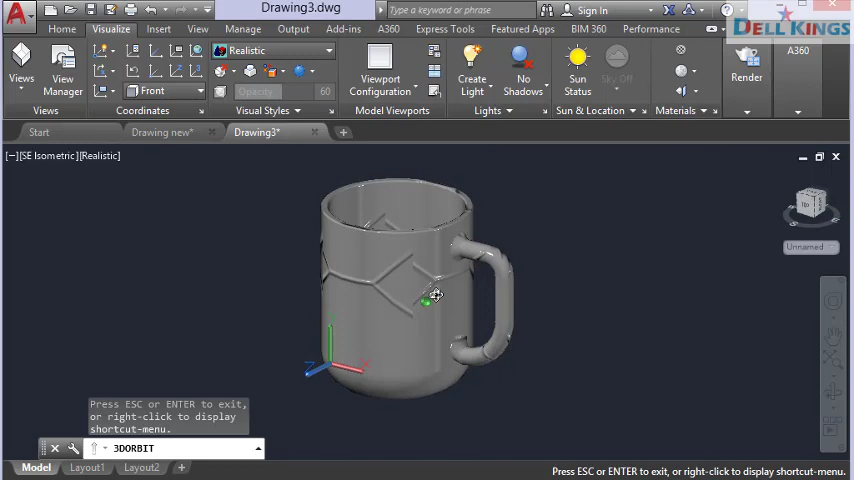 Drawing3.dwg
Type a keyword or phrase
Sign In
DELL KINGS
Home Visualize Insert View Manage Output Add-ins A360 Express Tools Featured Apps BIM 360 Performance
Realistic
Views
View Manager
Front
Opacity 60
Viewport Configuration
Create Light
No Shadows
Sun Status
Sky Off
Render
A360
Views Coordinates Visual Styles Model Viewports Lights Sun & Location Materials
Start Drawing new* Drawing3*
[−][SE Isometric][Realistic]
Unnamed
X
Z
Press ESC or ENTER to exit,
or right-click to display
shortcut-menu.
3DORBIT
Model Layout1 Layout2
Press ESC or ENTER to exit, or right-click to display shortcut-menu.